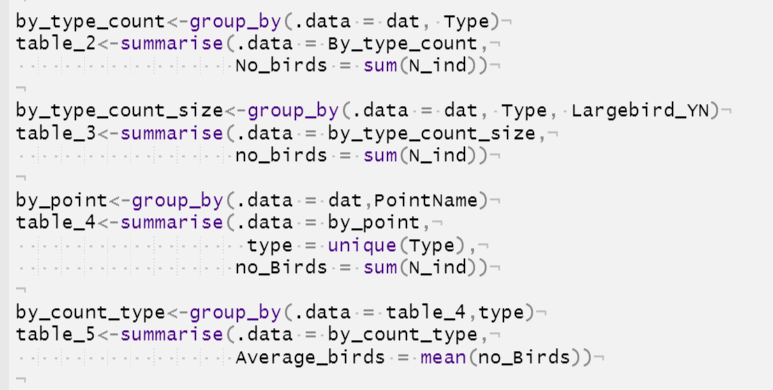 by_type_count<-group_by(.data = dat, Type)
table_2<-summarise(.data = By_type_count,
No_birds = sum(N_ind))
by_type_count_size<-group_by(.data = dat, Type, Largebird_YN)
table_3<-summarise(.data = by_type_count_size,
no_birds = sum(N_ind))
by_point<-group_by(.data = dat,PointName)
table_4<-summarise(.data = by_point,
type = unique(Type),
no_Birds = sum(N_ind))
by_count_type<-group_by(.data = table_4,type)
table_5<-summarise(.data = by_count_type,
Average_birds = mean(no_Birds))